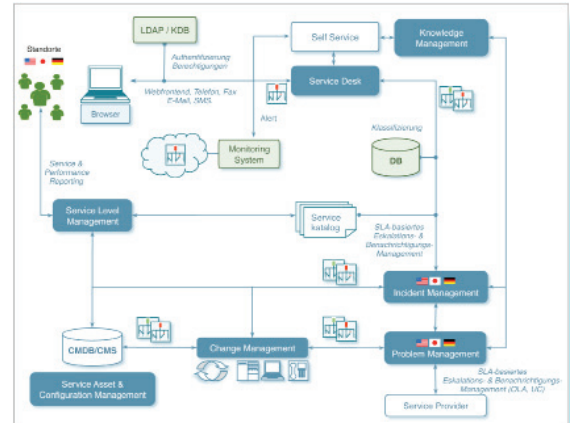 LDAP / KDB
Self Service
Knowledge
Management
Standorte
Authentifizierung
Berechtigungen
Service Desk
Webfrontend, Telefon, Fax
E-Mail, SMS
Browser
Alert
Klassifizierung
Monitoring
System
DB
Service &
Performance
Reporting
Service Level
Management
Service
katalog
SLA-basiertes
Eskalations- &
Benachrichtigungs-
Management
Incident Management
CMDB/CMS
Change Management
Problem Management
Service Asset &
Configuration Management
SLA-basiertes
Eskalations- & Benachrichtigungs-
Management (OLA, UC)
Service Provider